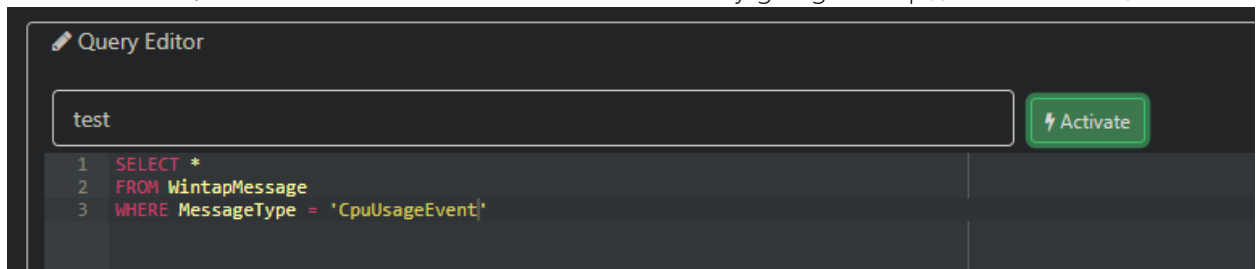 Query Editor
test
Activate
1 SELECT *
2 FROM WintapMessage
3 WHERE MessageType = 'CpuUsageEvent'